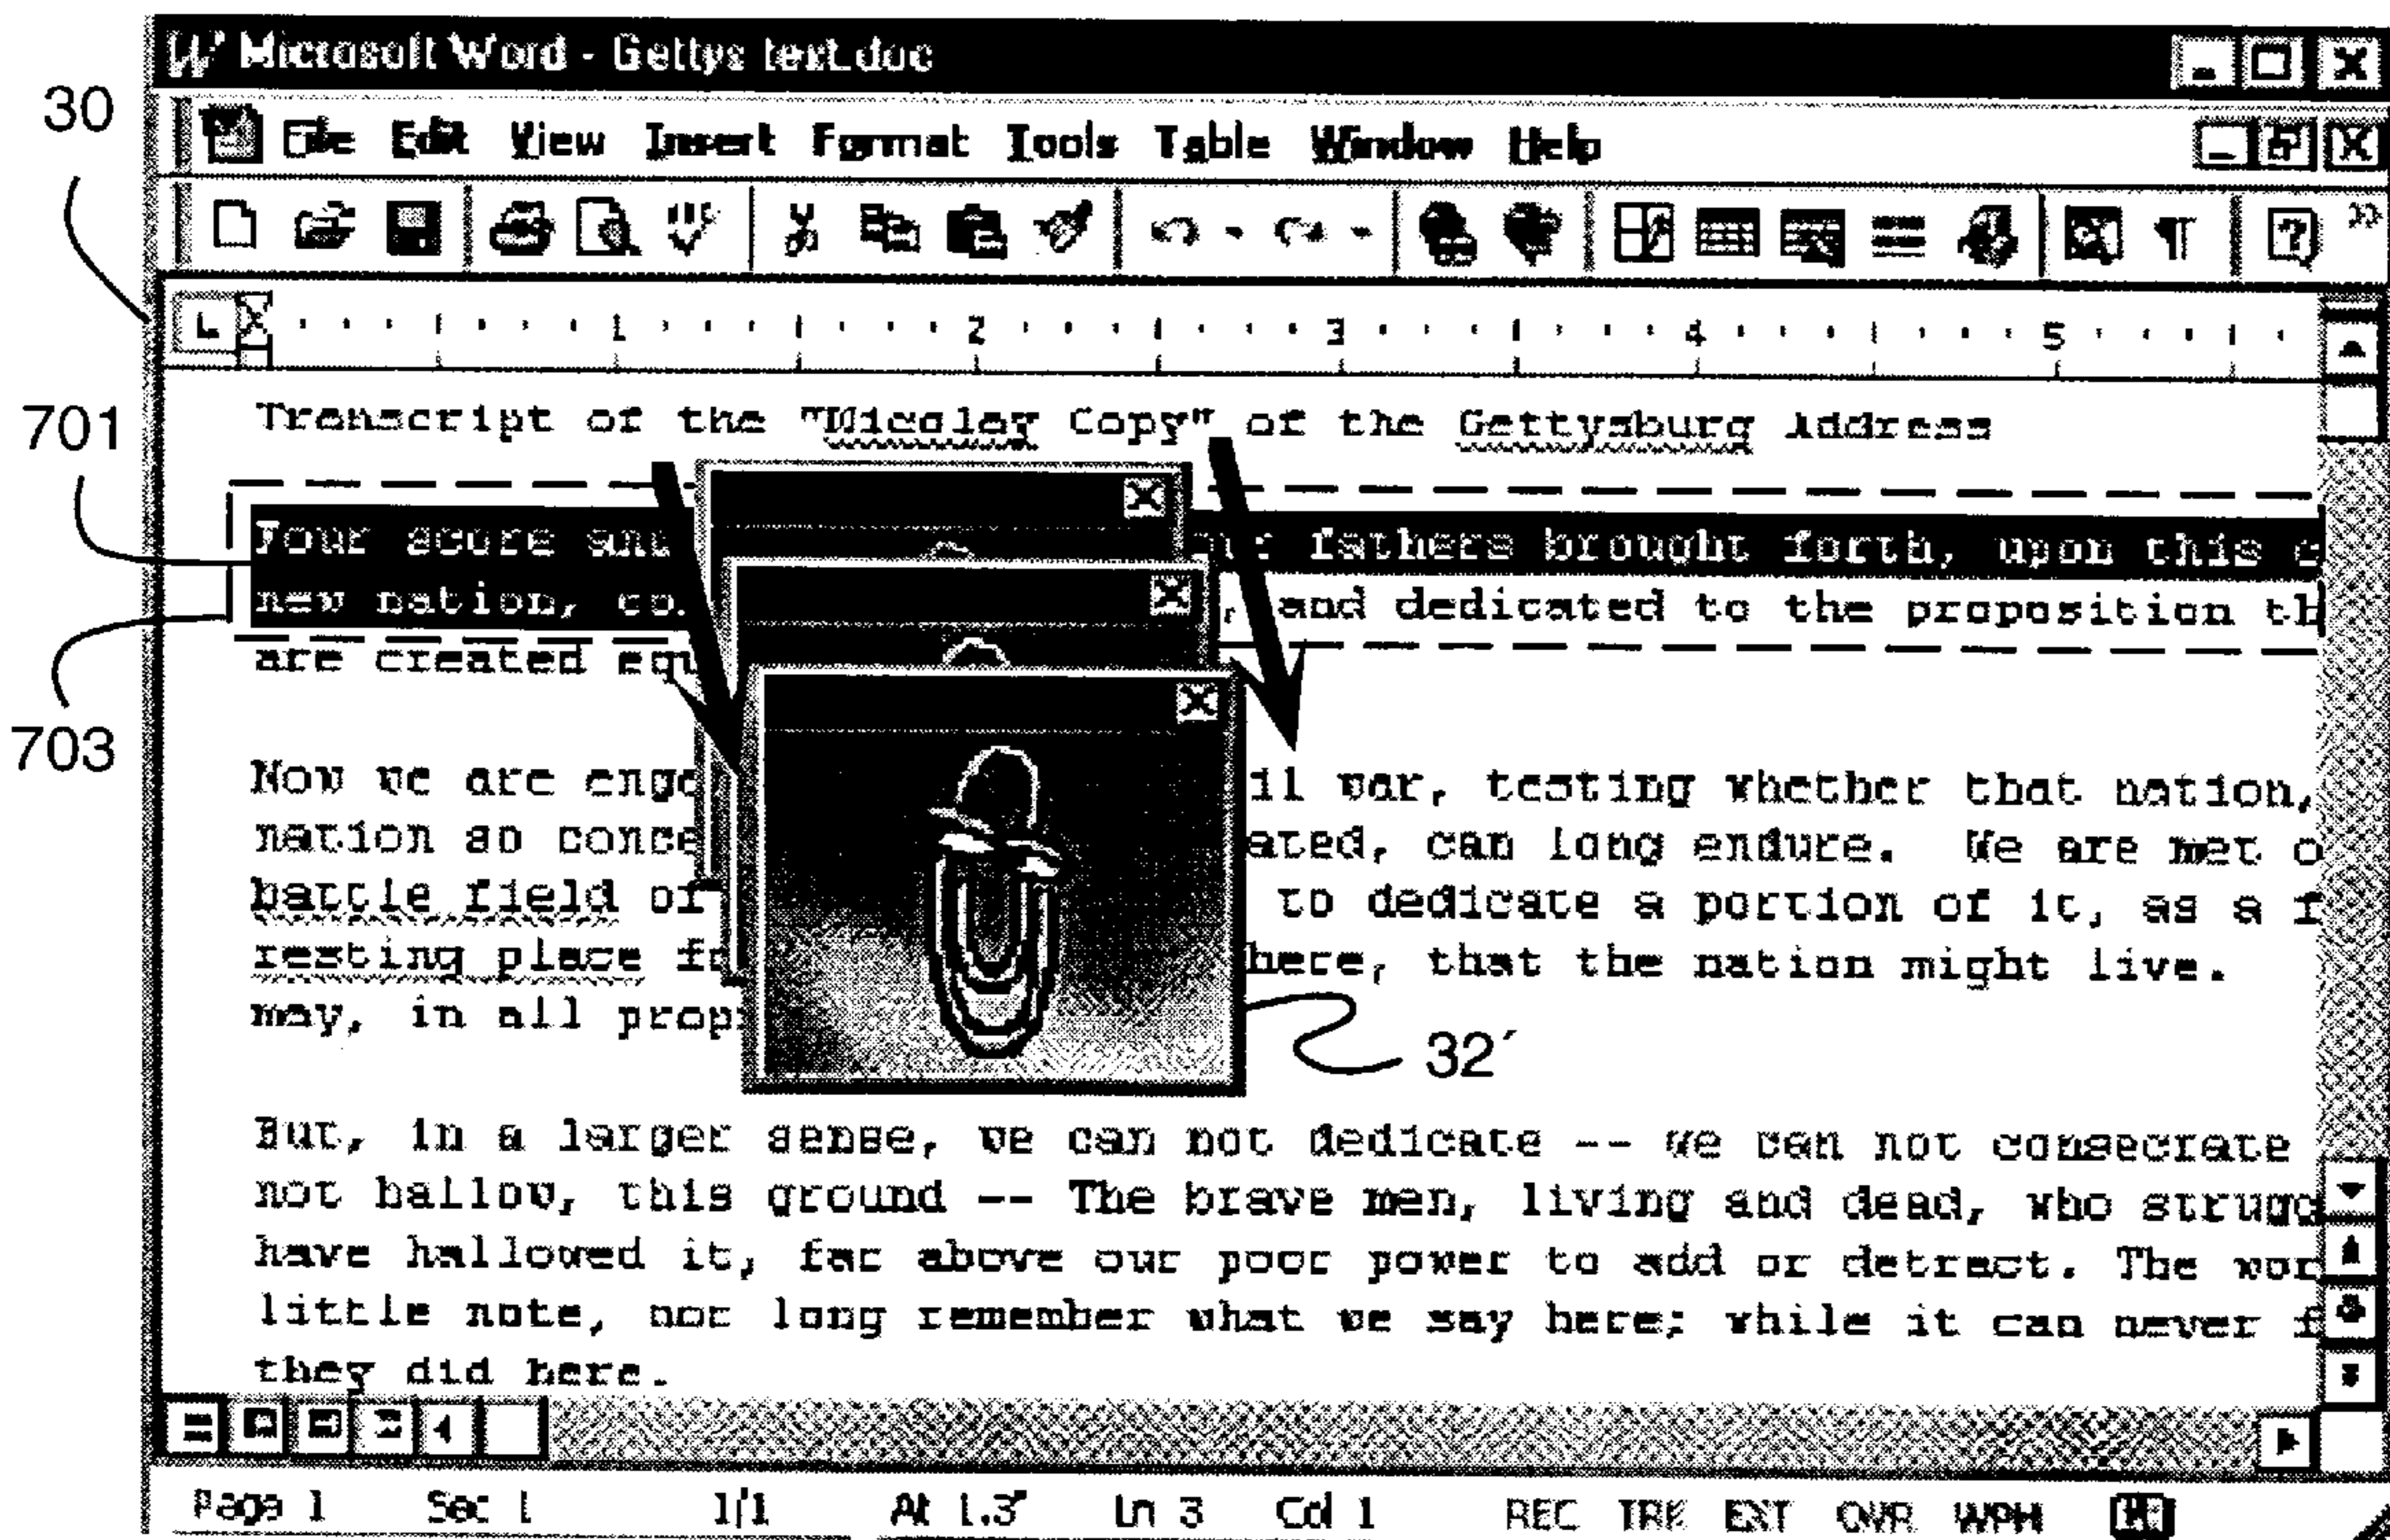 W Microsoft Word - Gettys text.doc
30
File Edit View Insert Format Tools Table Window Help
1 2 3 4 5
701
Transcript of the "Nicolay Copy" of the Gettysburg Address
Four score and fathers brought forth, upon this c
new nation, co , and dedicated to the proposition th
are created equ
703
Now we are enga il war, testing whether that nation,
nation so conce ated, can long endure. We are met o
battle field of to dedicate a portion of it, as a f
resting place fo here, that the nation might live.
may, in all prop
32´
But, in a larger sense, we can not dedicate -- we can not consecrate
not hallow, this ground -- The brave men, living and dead, who strugg
have hallowed it, far above our poor power to add or detract. The wor
little note, nor long remember what we say here; while it can never f
they did here.
Page 1 Sec 1 1/1 At 1.3" Ln 3 Col 1 REC TRK EXT OVR WPH